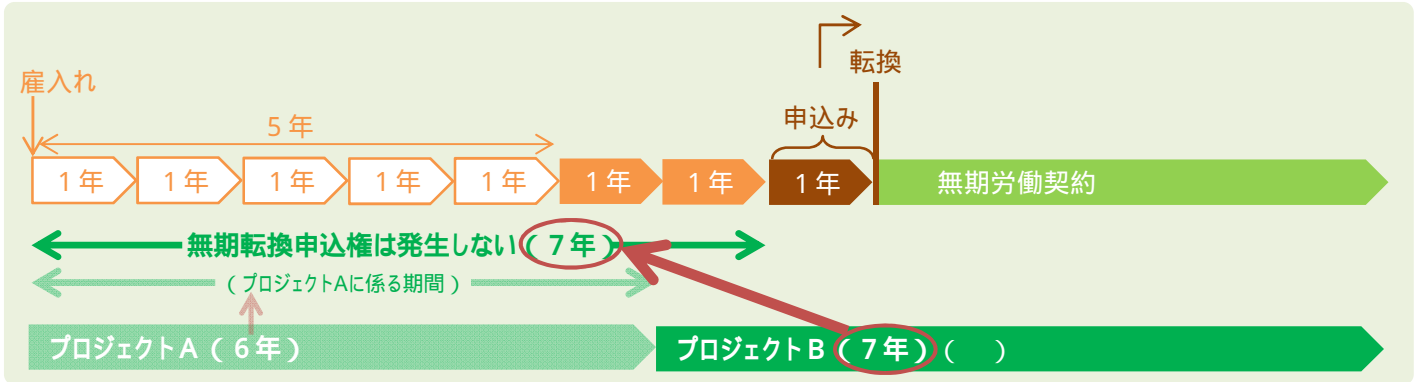 転換
雇入れ
申込み
５年
１年 １年 １年 １年 １年 １年 １年 １年 無期労働契約
無期転換申込権は発生しない（７年）
（プロジェクトAに係る期間）
プロジェクトＡ（６年） プロジェクトＢ（７年）（　）